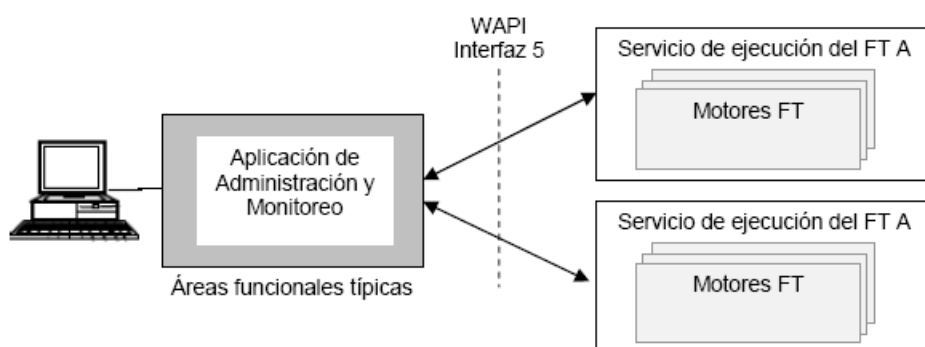 WAPI
Interfaz 5
Servicio de ejecución del FT A
Motores FT
Aplicación de
Administración y
Monitoreo
Áreas funcionales típicas
Servicio de ejecución del FT A
Motores FT